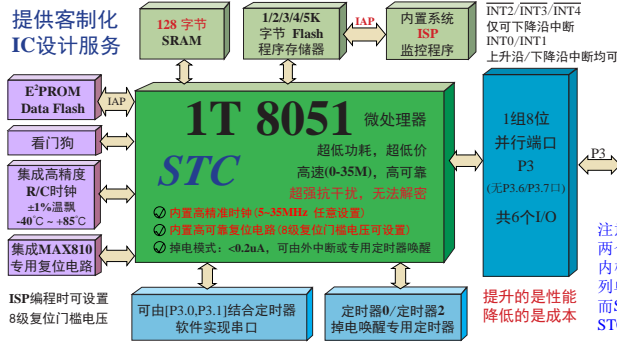 提供客制化
IC设计服务
128 字节
SRAM
1/2/3/4/5K
字节 Flash
程序存储器
IAP
内置系统
ISP
监控程序
INT2/INT3/INT4
仅可下降沿中断
INT0/INT1
上升沿/下降沿中断均可
E²PROM
Data Flash
IAP
看门狗
集成高精度
R/C时钟
±1%温飘
-40℃ ~ +85℃
集成MAX810
专用复位电路
ISP编程时可设置
8级复位门槛电压
1T 8051 微处理器
STC
超低功耗，超低价
高速(0-35M)，高可靠
超强抗干扰，无法解密
内置高精准时钟(5~35MHz 任意设置)
内置高可靠复位电路(8级复位门槛电压可设置)
掉电模式：<0.2uA，可由外中断或专用定时器唤醒
可由[P3.0,P3.1]结合定时器
软件实现串口
定时器0/定时器2
掉电唤醒专用定时器
1组8位
并行端口
P3
(无P3.6/P3.7口)
共6个I/O
P3
提升的是性能
降低的是成本
两个
内核
列单
而S
STC